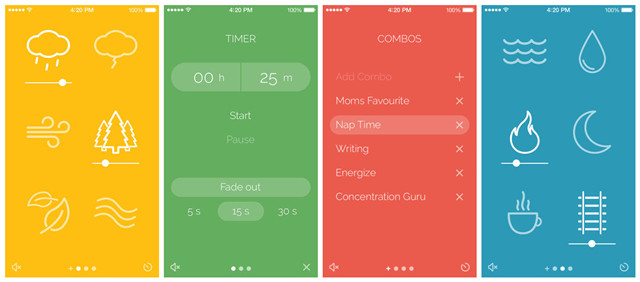 4:20 PM 100%
4:20 PM 100%
TIMER
00 h 25 m
Start
Pause
Fade out
5 s 15 s 30 s
4:20 PM 100%
COMBOS
Add Combo
Moms Favourite
Nap Time
Writing
Energize
Concentration Guru
4:20 PM 100%